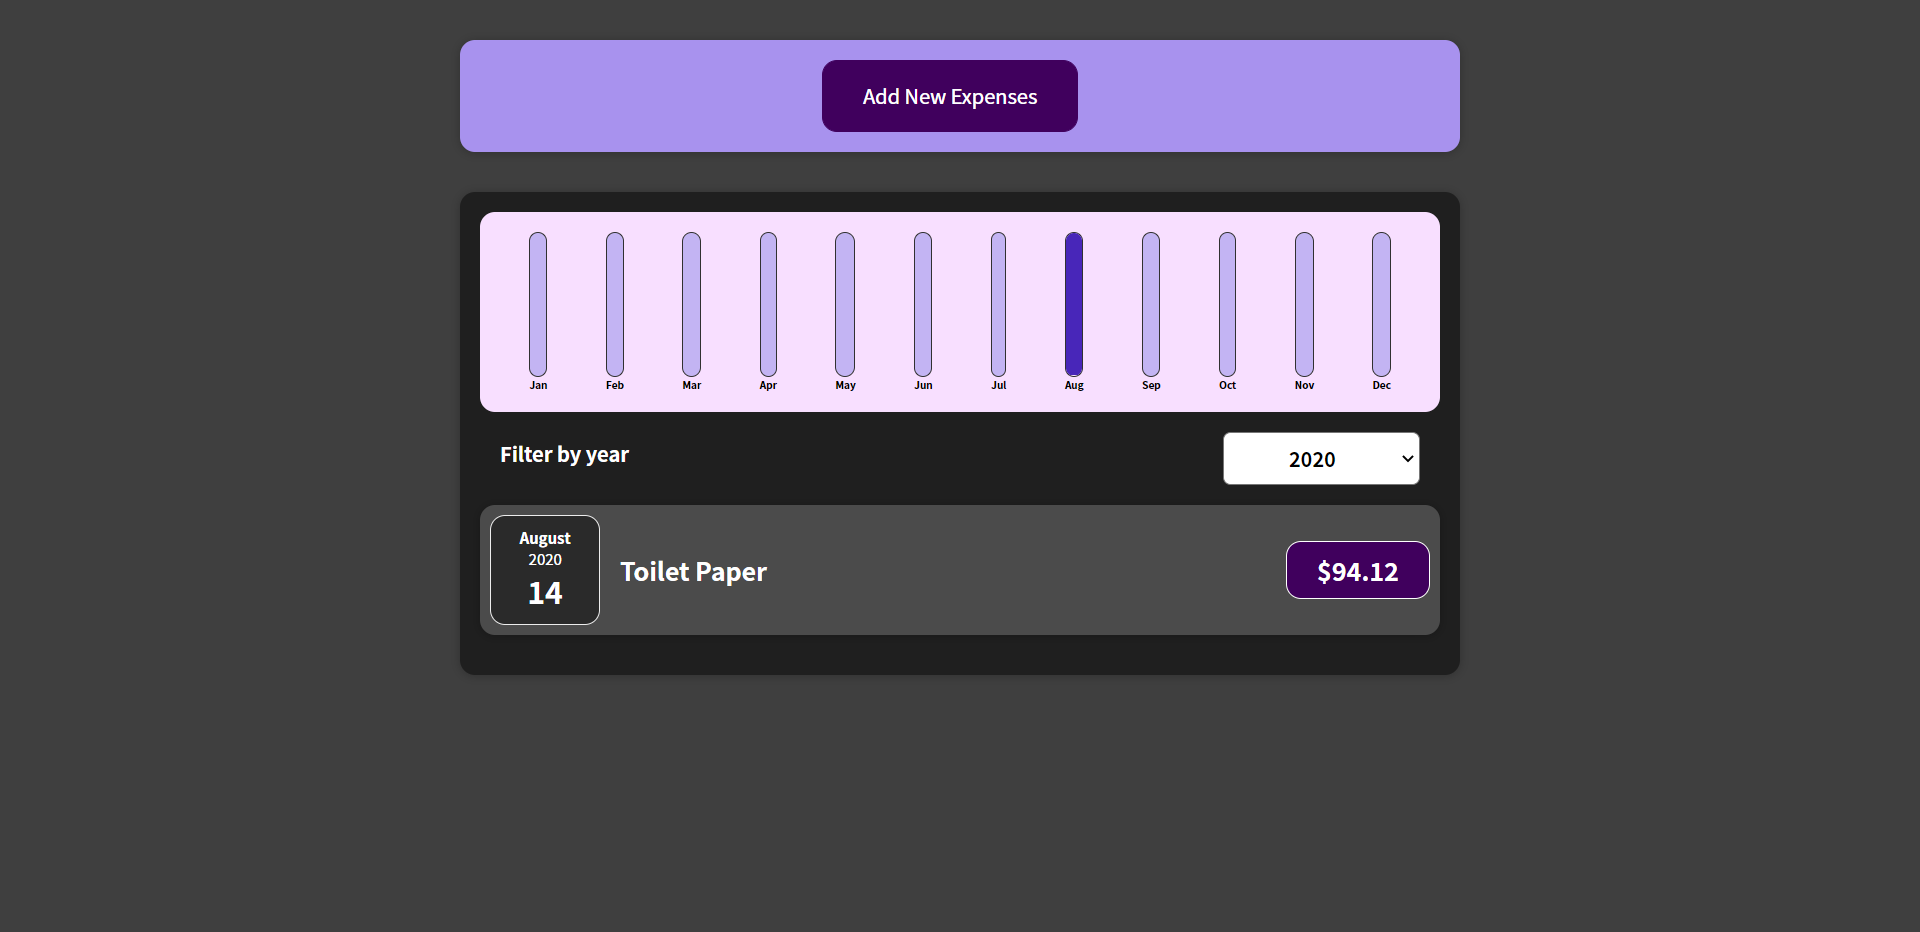 Add New Expenses
Jan Feb Mar Apr May Jun Jul Aug Sep Oct Nov Dec
Filter by year
2020
August
2020
14
Toilet Paper
$94.12